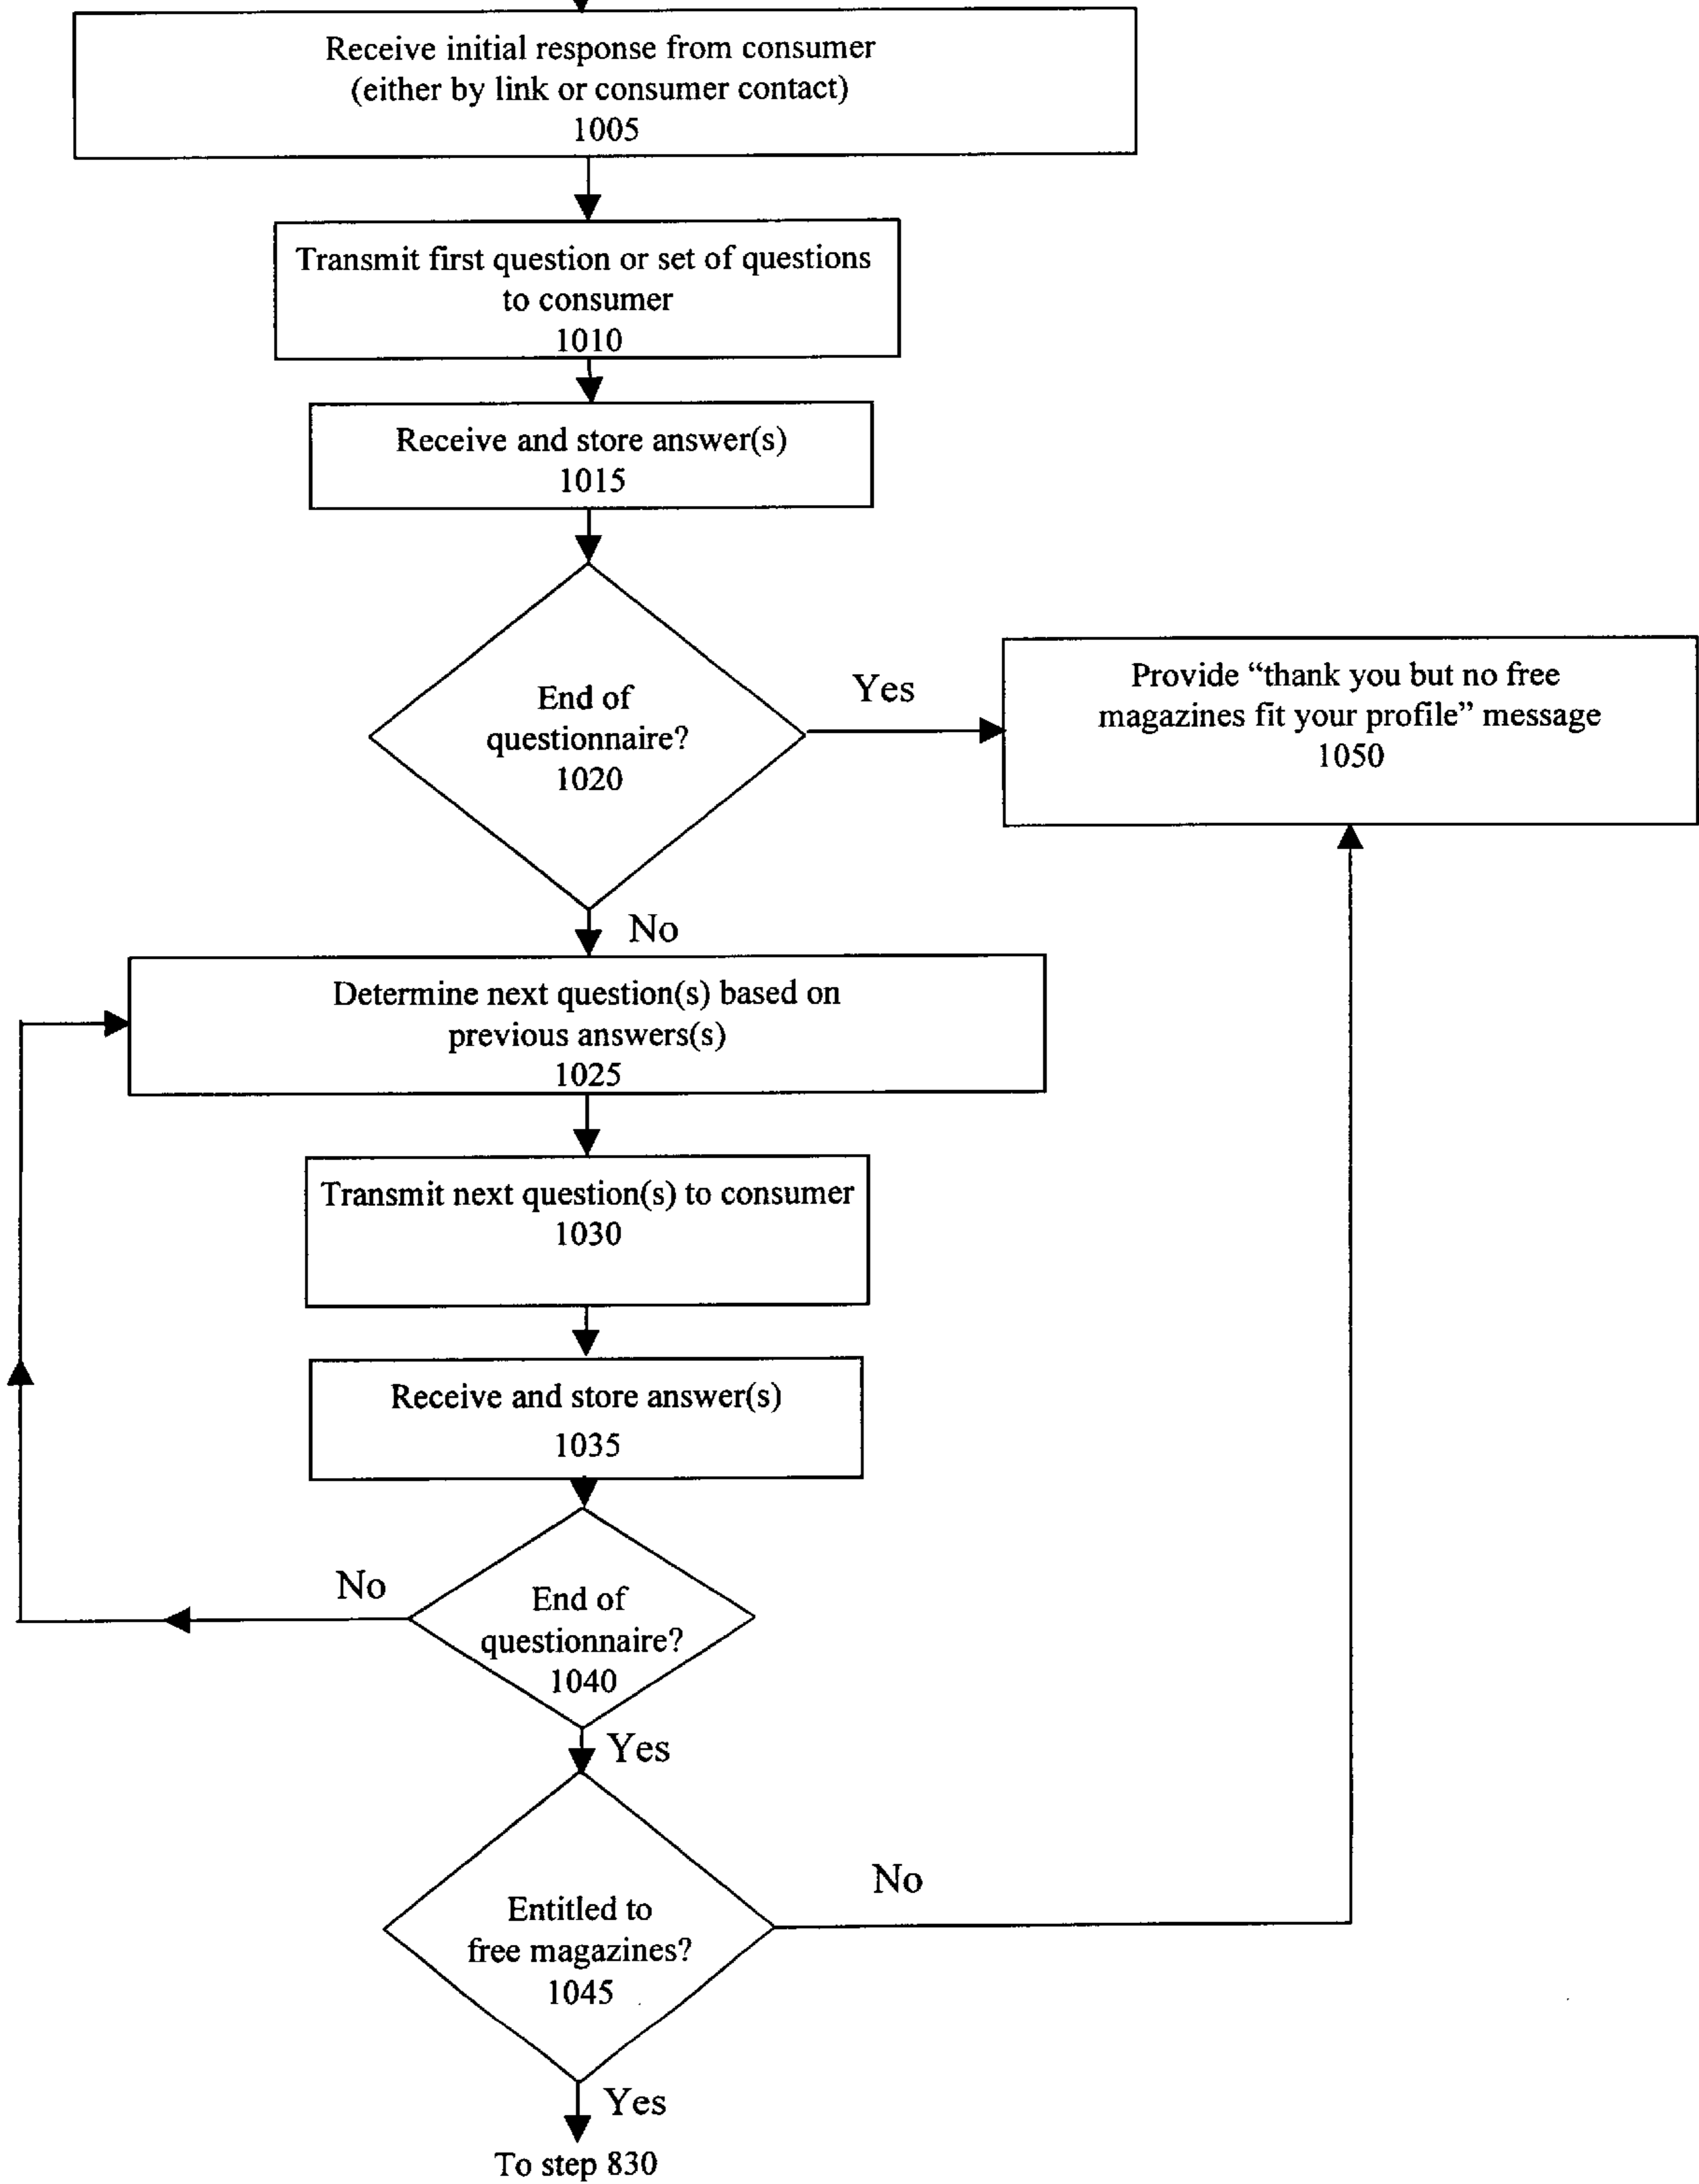 Receive initial response from consumer
(either by link or consumer contact)
1005
Transmit first question or set of questions
to consumer
1010
Receive and store answer(s)
1015
End of
questionnaire?
1020
Yes
Provide “thank you but no free
magazines fit your profile” message
1050
No
Determine next question(s) based on
previous answers(s)
1025
Transmit next question(s) to consumer
1030
Receive and store answer(s)
1035
No
End of
questionnaire?
1040
Yes
Entitled to
free magazines?
1045
No
Yes
To step 830